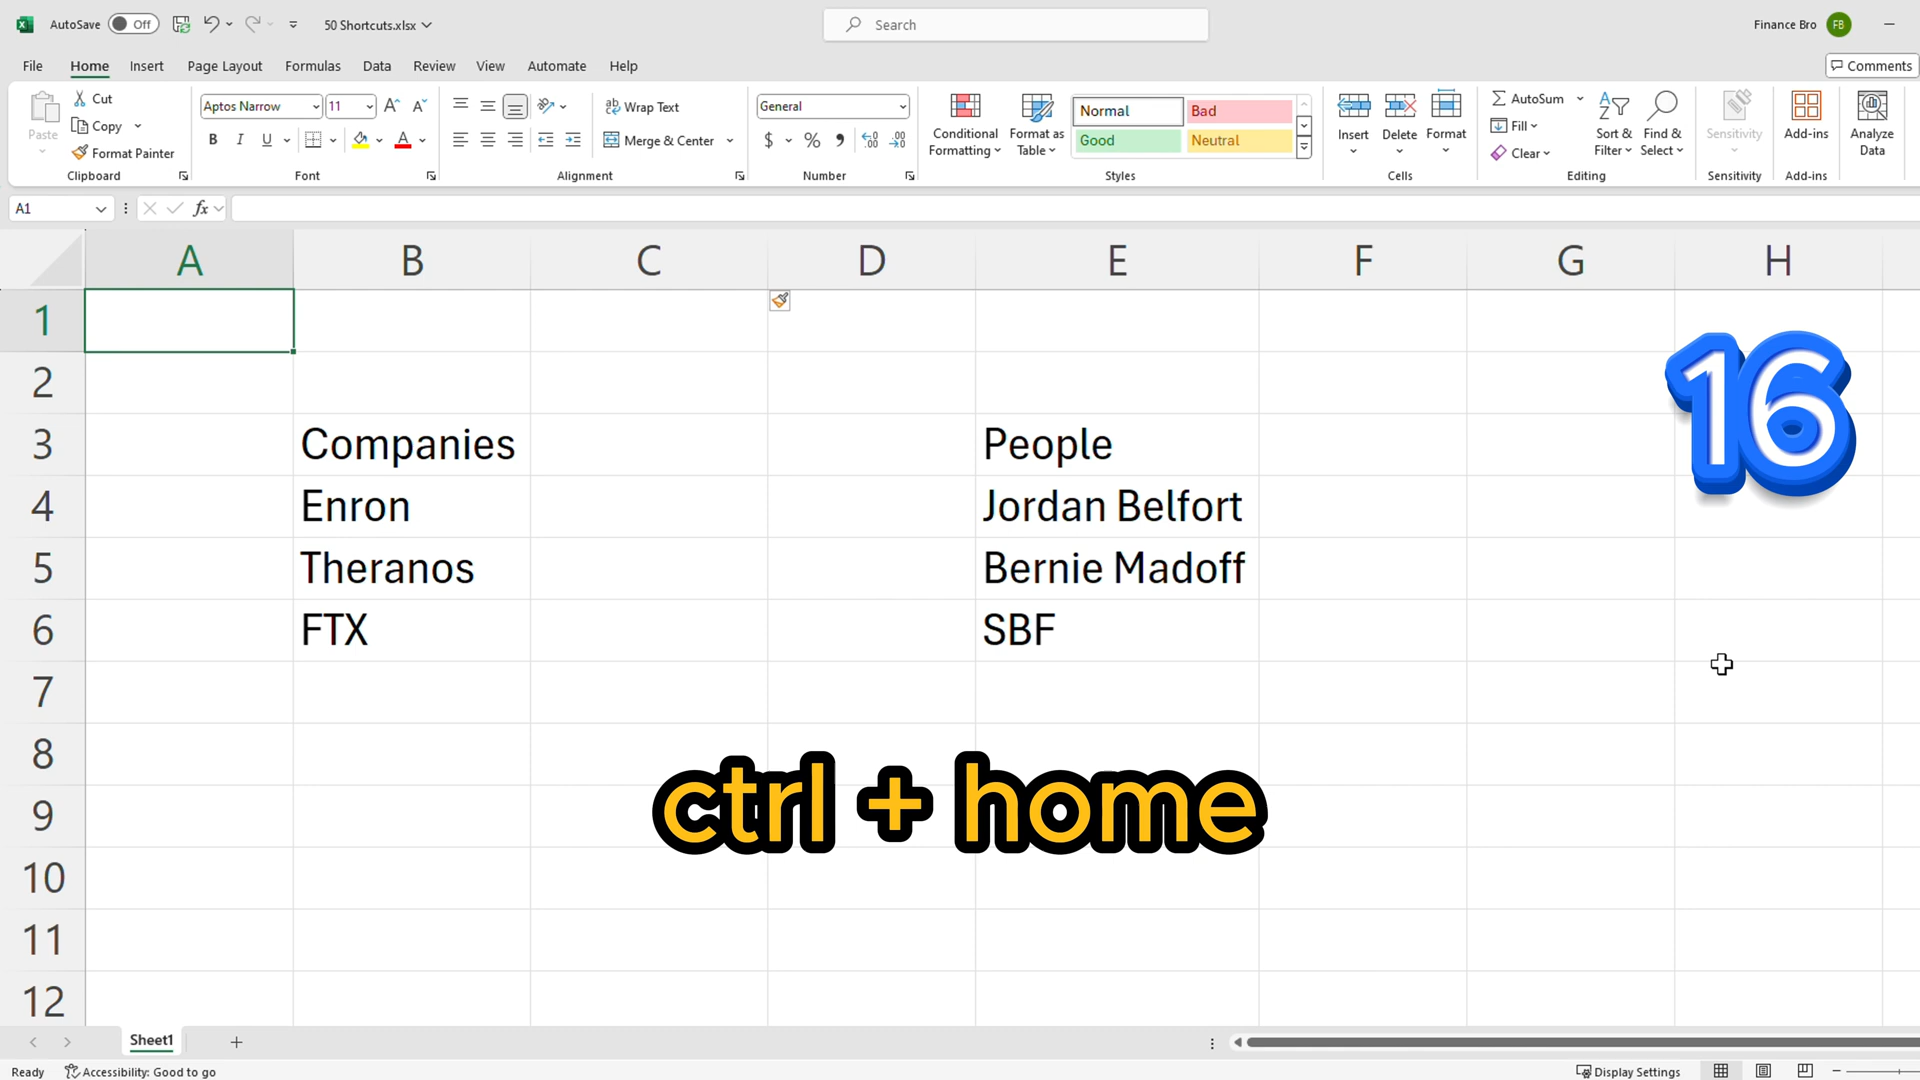 AutoSave Off 50 Shortcuts.xlsx Search Finance Bro FB
File Home Insert Page Layout Formulas Data Review View Automate Help Comments
Paste Cut Copy Format Painter Clipboard
Aptos Narrow 11 B I U A Font
Wrap Text Merge & Center Alignment
General $ % Number
Conditional Formatting Format as Table Normal Bad Good Neutral Styles
Insert Delete Format Cells
AutoSum Fill Clear Sort & Filter Find & Select Editing
Sensitivity Sensitivity
Add-ins Add-ins
Analyze Data
A1 fx
A B C D E F G H
1
2
3 Companies People
4 Enron Jordan Belfort
5 Theranos Bernie Madoff
6 FTX SBF
7
8
9
10
11
12
16
ctrl + home
Sheet1
Ready Accessibility: Good to go Display Settings